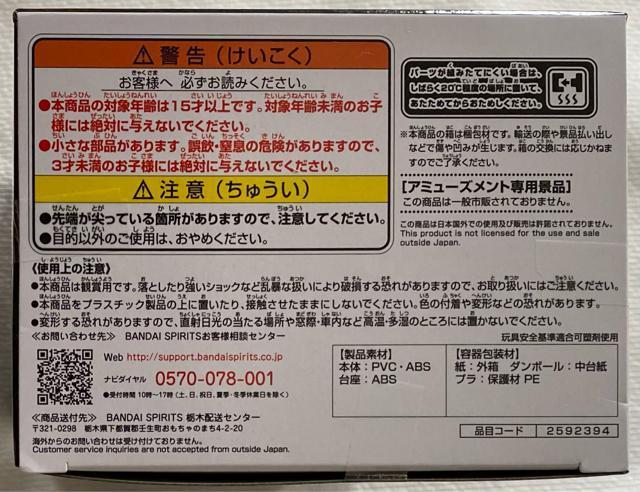 ⚠警告（けいこく）
お客様へ 必ずお読みください。
●本商品の対象年齢は15才以上です。対象年齢未満のお子
様には絶対に与えないでください。
●小さな部品があります。誤飲・窒息の危険がありますので、
3才未満のお子様には絶対に与えないでください。
⚠注意（ちゅうい）
●先端が尖っている箇所がありますので、注意してください。
●目的以外のご使用は、おやめください。
パーツが組みたてにくい場合は、
しばらく20℃程度の場所に置いて、
あたためてからおためしください。
※本商品の箱は梱包材です。輸送の際や景品払い出し
などで傷や凹みが生じます。箱の交換には応じかねますの
でご了承ください。
【アミューズメント専用景品】
この商品は一般市販されておりません。
この商品は日本国外での使用及び販売は許諾されておりません。
This product is not licensed for the use and sale
outside Japan.
《使用上の注意》
●本商品は観賞用です。落としたり強いショックなど乱暴な扱いにより破損する恐れがありますので、お取り扱いにはご注意ください。
●本商品をプラスチック製品の上に置いたり、接触させたままにしないでください。色の付着や変形などの恐れがあります。
●変形する恐れがありますので、直射日光の当たる場所や窓際・車内など高温・多湿のところには置かないでください。
≪お問い合わせ先≫ BANDAI SPIRITSお客様相談センター
玩具安全基準適合可塑剤使用
Web http://support.bandaispirits.co.jp
ナビダイヤル 0570-078-001
●受付時間 10時～17時(土、日、祝日、夏季・冬季休業日を除く)
【製品素材】
本体：PVC・ABS
台座：ABS
【容器包装材】
紙：外箱 ダンボール：中台紙
プラ：保護材 PE
≪商品送付先≫ BANDAI SPIRITS 栃木配送センター
〒321-0298 栃木県下都賀郡壬生町おもちゃのまち4-2-20
海外からのお問い合わせは受け付けておりません。
Customer service inquiries are not accepted from outside Japan.
品目コード 2592394